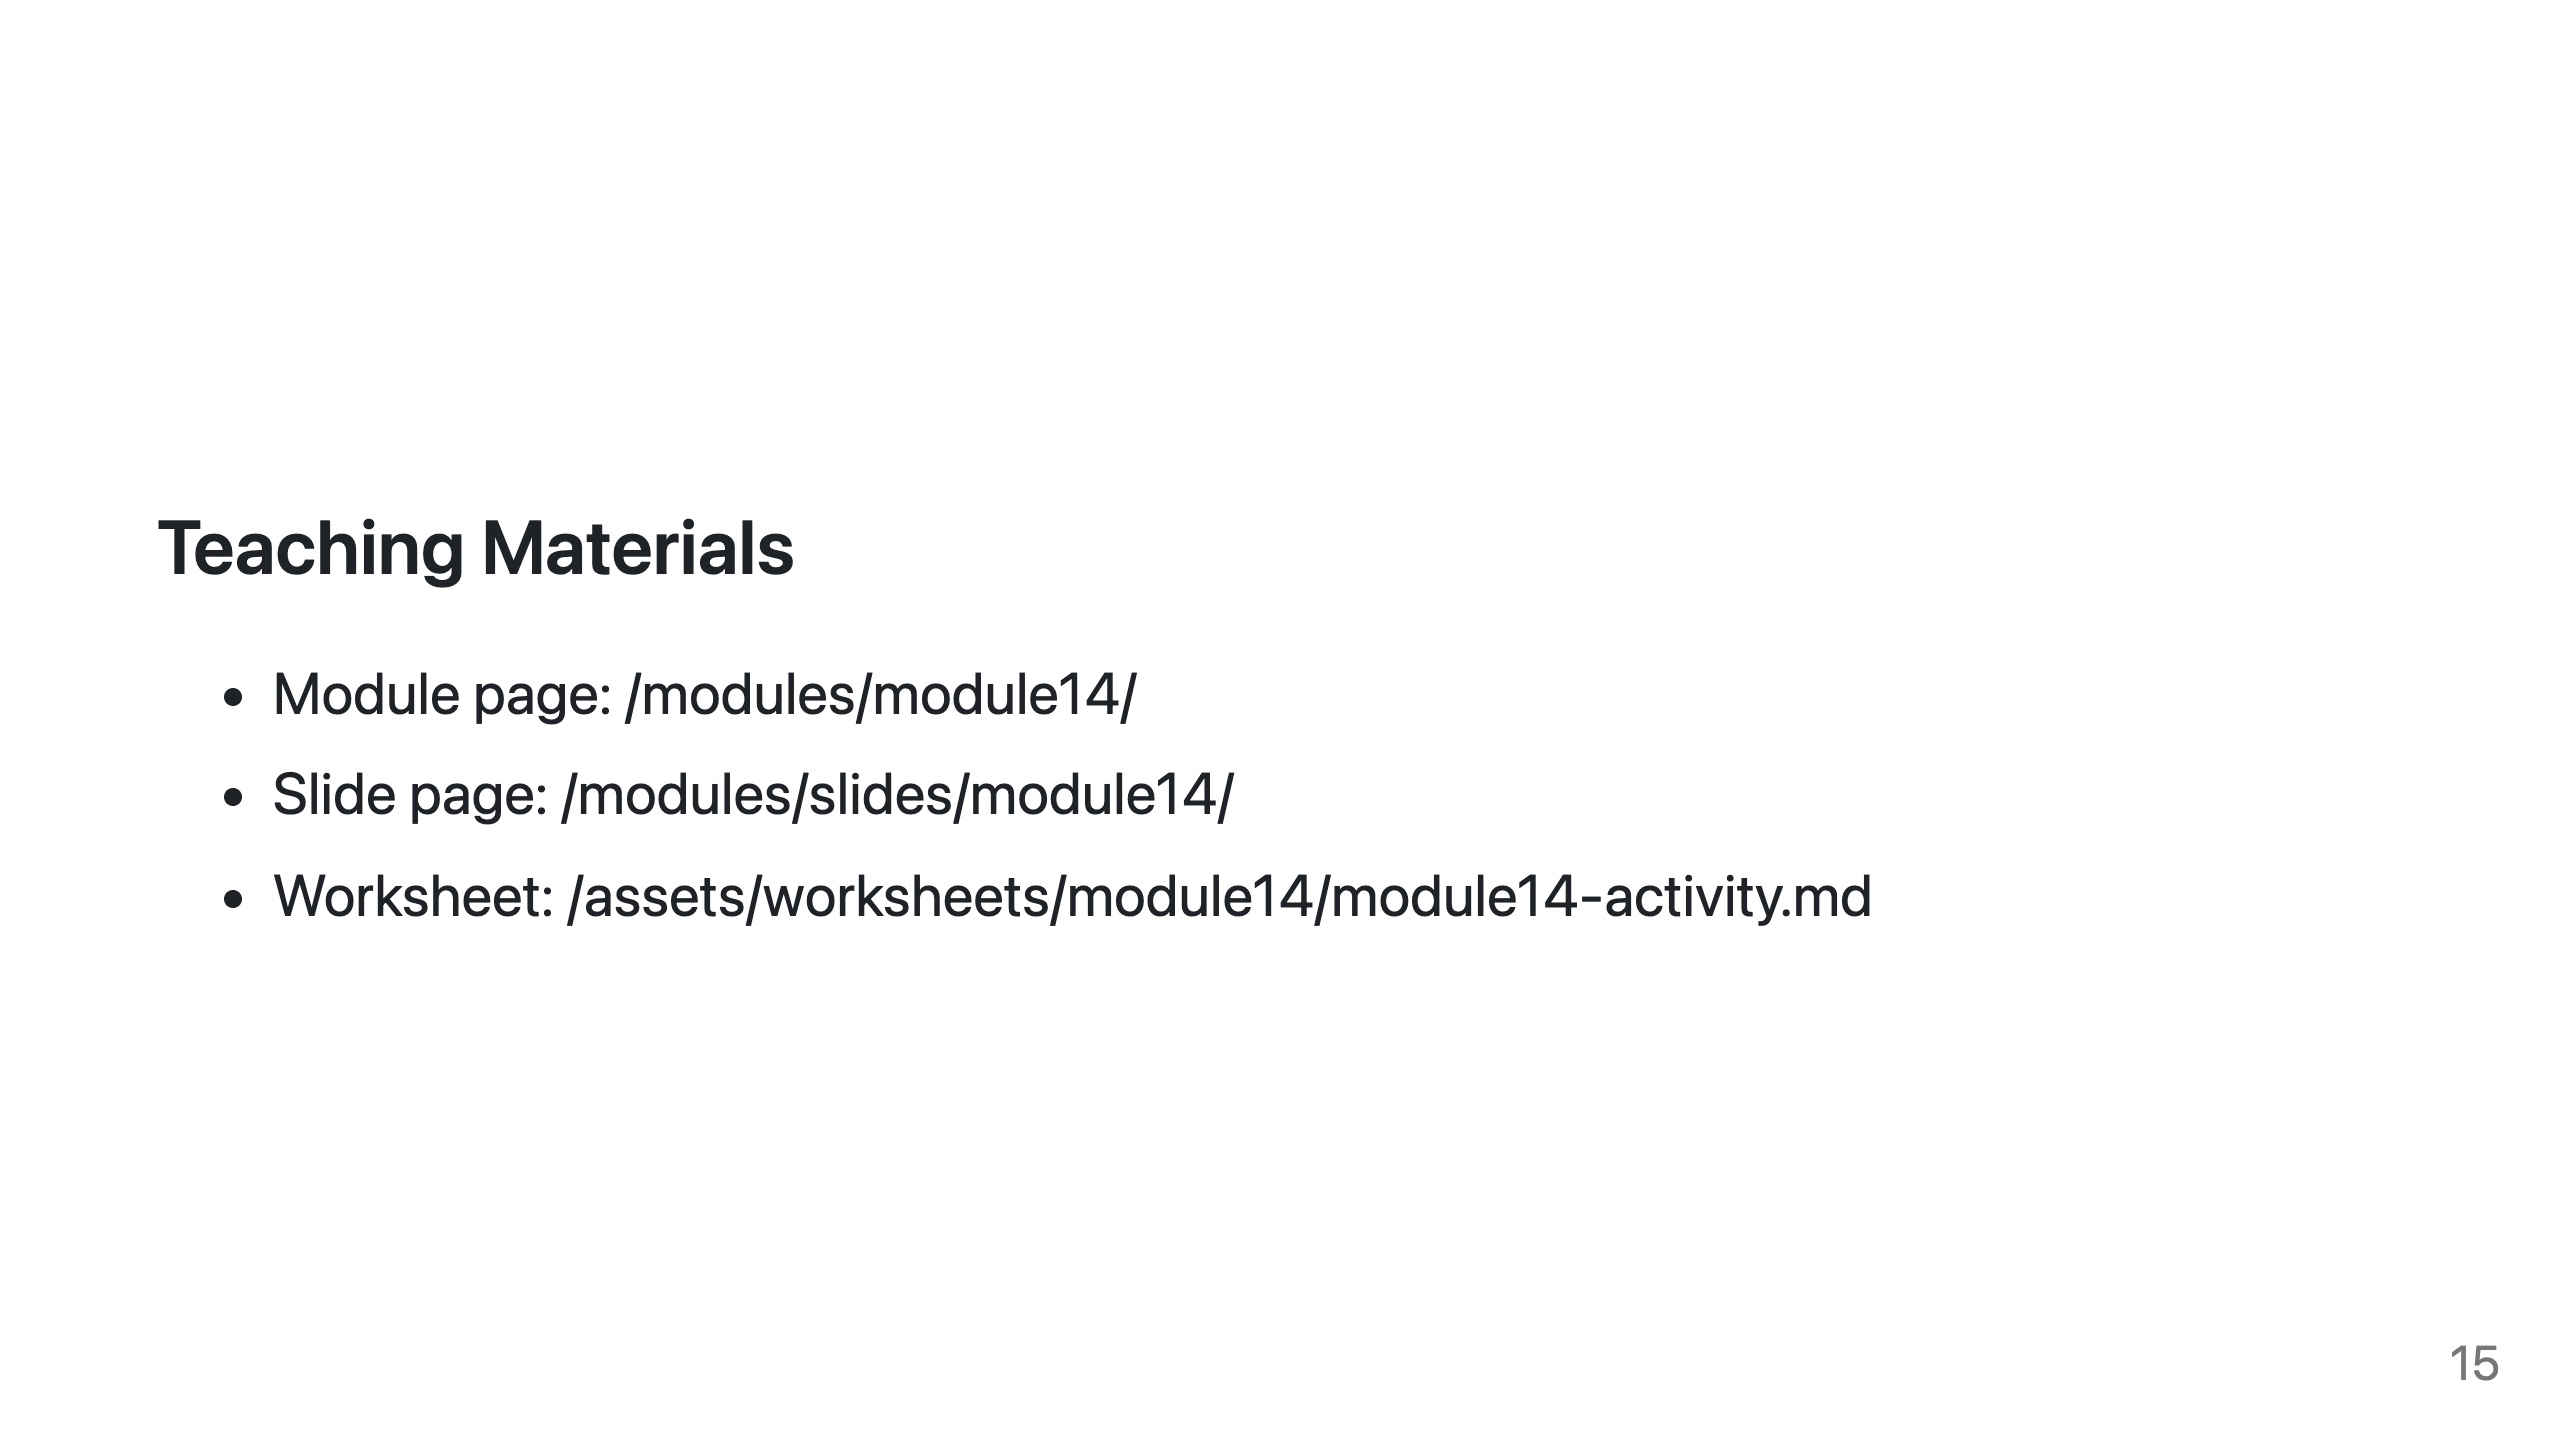 Teaching Materials
• Module page: /modules/module14/
• Slide page: /modules/slides/module14/
• Worksheet: /assets/worksheets/module14/module14-activity.md
15